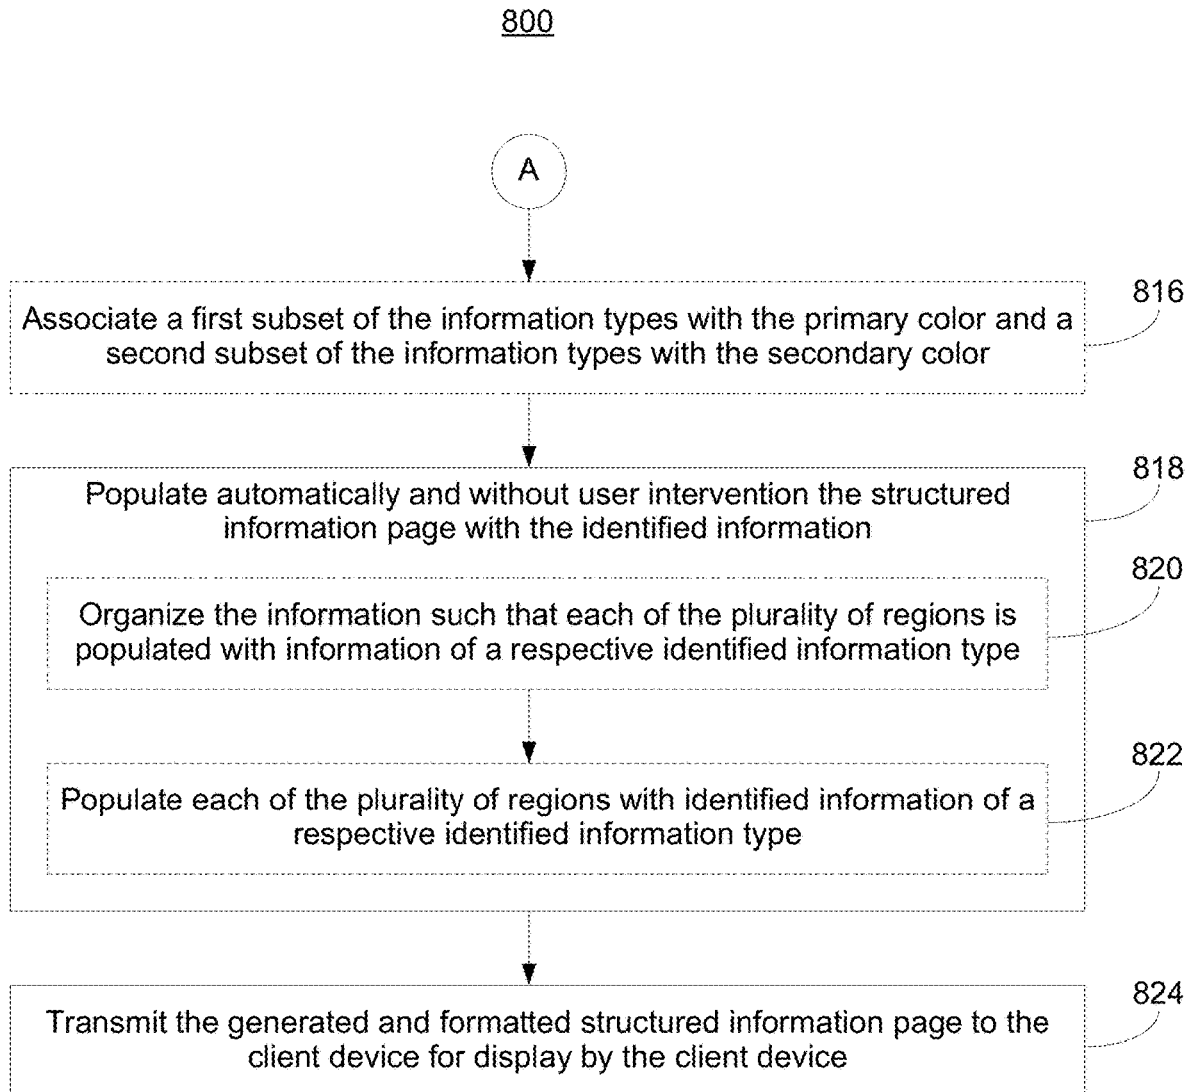 800
A
816
Associate a first subset of the information types with the primary color and a
second subset of the information types with the secondary color
818
Populate automatically and without user intervention the structured
information page with the identified information
820
Organize the information such that each of the plurality of regions is
populated with information of a respective identified information type
822
Populate each of the plurality of regions with identified information of a
respective identified information type
824
Transmit the generated and formatted structured information page to the
client device for display by the client device